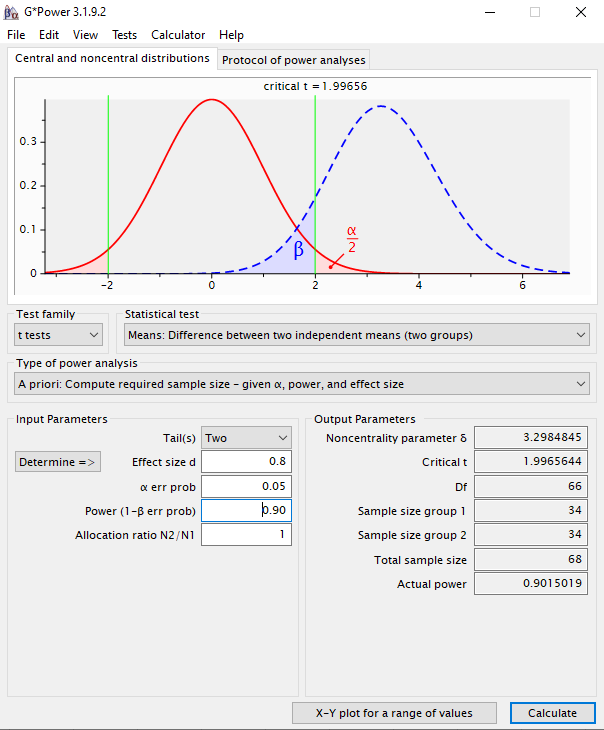 G*Power 3.1.9.2
File Edit View Tests Calculator Help
Central and noncentral distributions Protocol of power analyses
critical t = 1.99656
0.3
0.2
0.1
0
β
α
2
-2 0 2 4 6
Test family Statistical test
t tests Means: Difference between two independent means (two groups)
Type of power analysis
A priori: Compute required sample size - given α, power, and effect size
Input Parameters
Tail(s) Two
Determine => Effect size d 0.8
α err prob 0.05
Power (1-β err prob) 0.90
Allocation ratio N2/N1 1
Output Parameters
Noncentrality parameter δ 3.2984845
Critical t 1.9965644
Df 66
Sample size group 1 34
Sample size group 2 34
Total sample size 68
Actual power 0.9015019
X-Y plot for a range of values Calculate